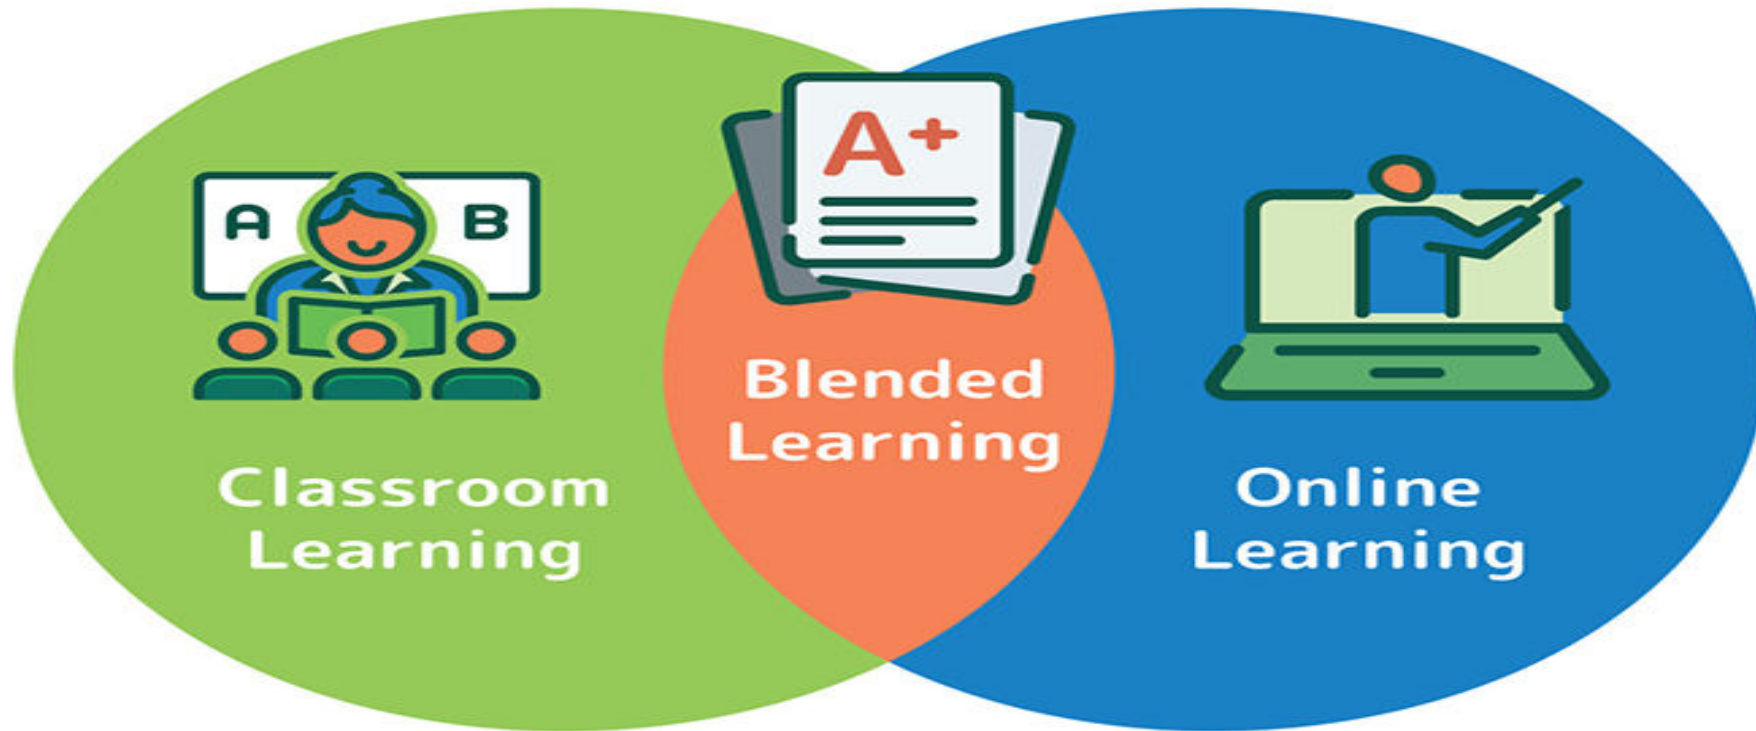 A B
Classroom
Learning
A+
Blended
Learning
Online
Learning